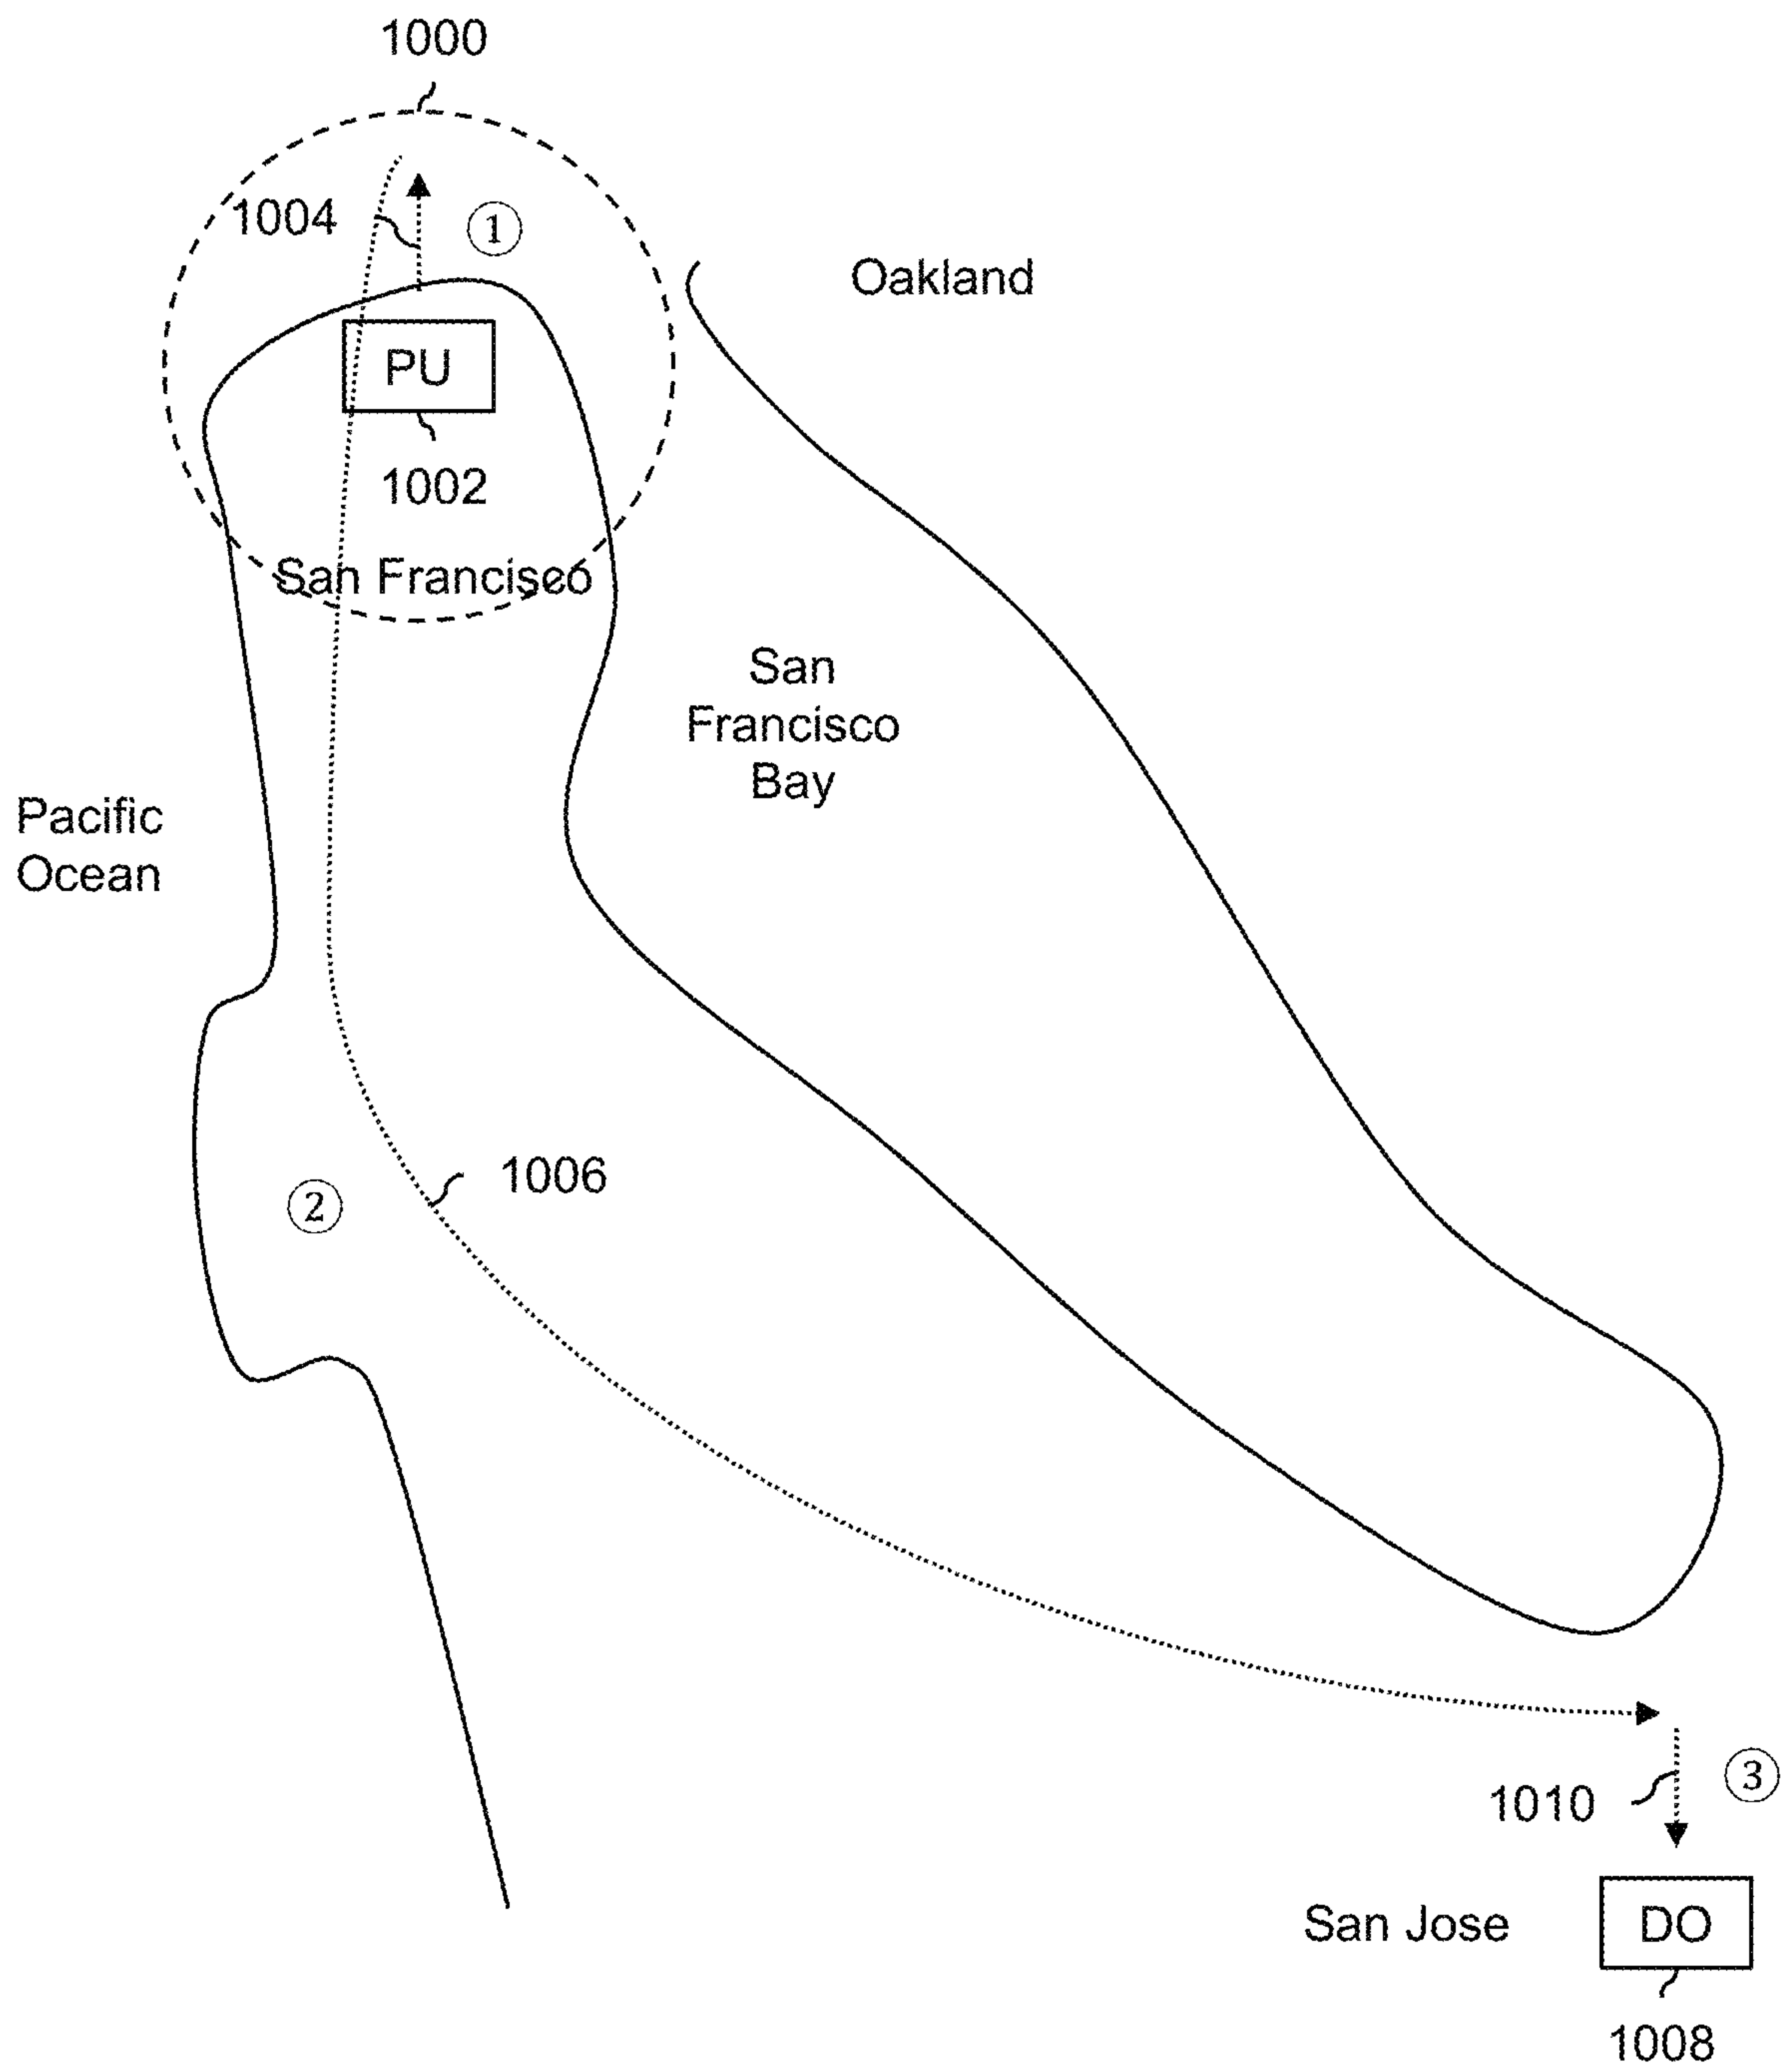 1000
1004
①
Oakland
PU
1002
San Francisco
San
Francisco
Bay
Pacific
Ocean
1006
②
③
1010
San Jose
DO
1008